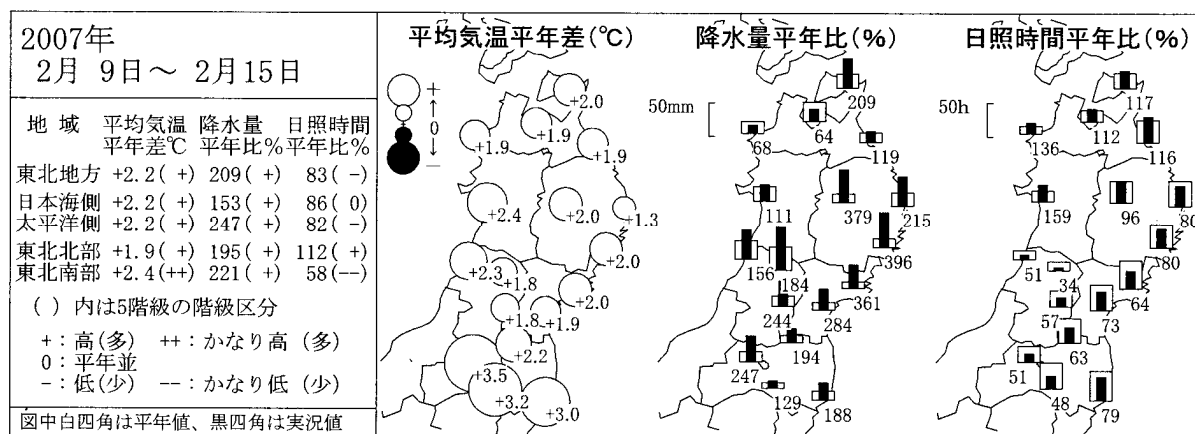 2007年
2月 9日～ 2月15日
地 域 平均気温 降水量 日照時間
平年差℃ 平年比% 平年比%
東北地方 +2.2( +) 209( +) 83( -)
日本海側 +2.2( +) 153( +) 86( 0)
太平洋側 +2.2( +) 247( +) 82( -)
東北北部 +1.9( +) 195( +) 112( +)
東北南部 +2.4(++) 221( +) 58(--)
( ) 内は5階級の階級区分
+：高(多) ++：かなり高 (多)
0：平年並
-：低(少) --：かなり低 (少)
図中白四角は平年値、黒四角は実況値
平均気温平年差(℃)
+
↑
0
↓
-
+2.0
+1.9
+1.9
+1.9
+2.4
+2.0
+1.3
+2.0
+2.3
+1.8
+2.0
+1.8
+1.9
+2.2
+3.5
+3.2
+3.0
降水量平年比(%)
50mm
209
64
68
119
111
379
215
396
156
184
361
244
284
194
247
129
188
日照時間平年比(%)
50h
117
112
136
116
159
96
80
80
51
34
64
57
73
63
51
48
79